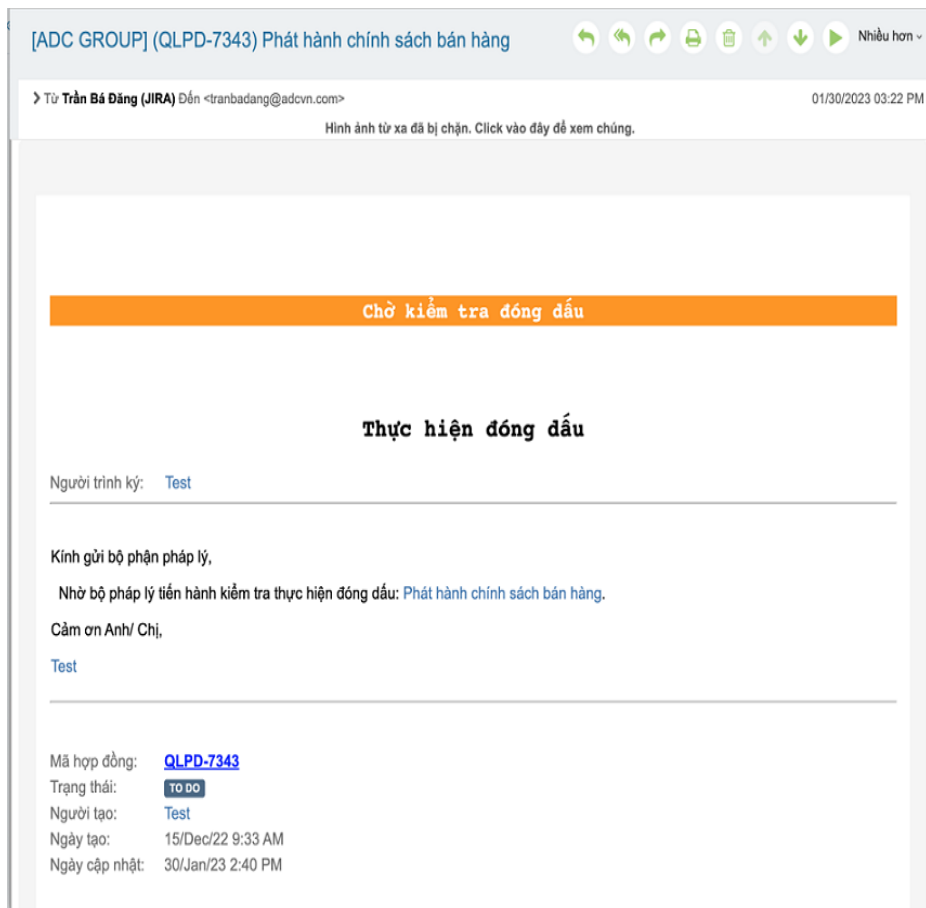 [ADC GROUP] (QLPD-7343) Phát hành chính sách bán hàng
Nhiều hơn
Từ Trần Bá Đăng (JIRA) Đến <tranbadang@adcvn.com> 01/30/2023 03:22 PM
Hình ảnh từ xa đã bị chặn. Click vào đây để xem chúng.
Chờ kiểm tra đóng dấu
Thực hiện đóng dấu
Người trình ký: Test
Kính gửi bộ phận pháp lý,
Nhờ bộ pháp lý tiến hành kiểm tra thực hiện đóng dấu: Phát hành chính sách bán hàng.
Cảm ơn Anh/ Chị,
Test
Mã hợp đồng: QLPD-7343
Trạng thái: TO DO
Người tạo: Test
Ngày tạo: 15/Dec/22 9:33 AM
Ngày cập nhật: 30/Jan/23 2:40 PM